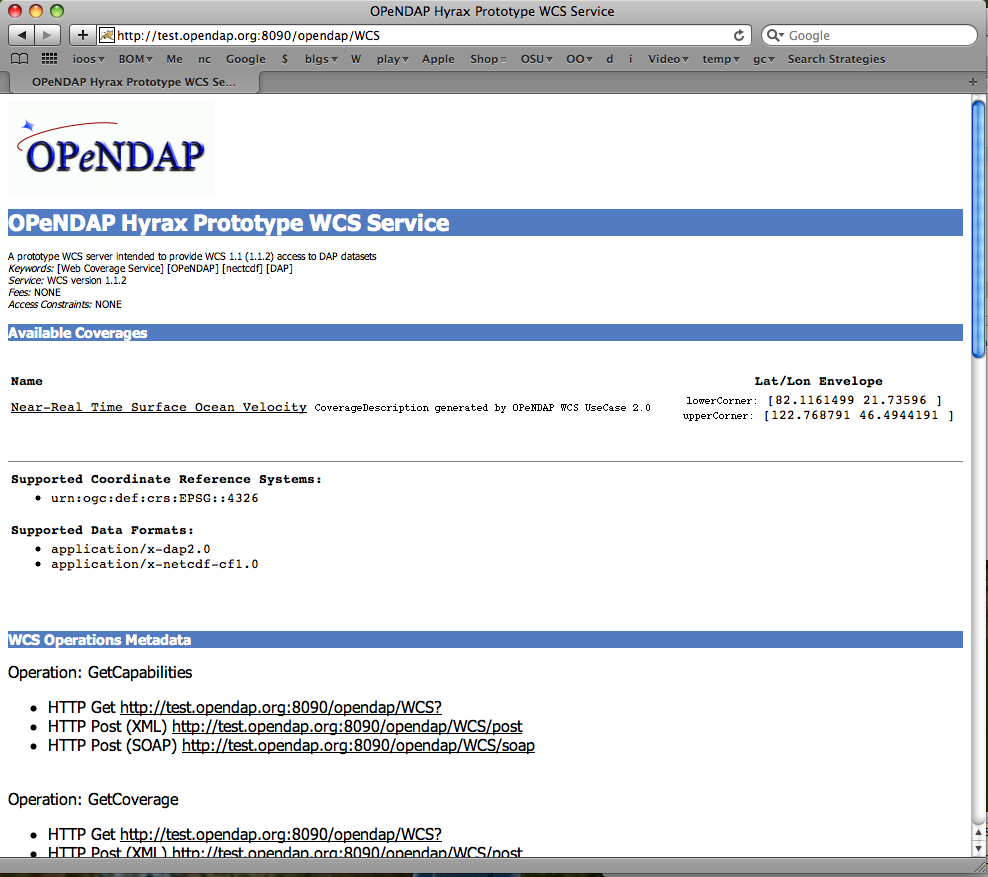 OPeNDAP Hyrax Prototype WCS Service
http://test.opendap.org:8090/opendap/WCS
Google
ioos BOM Me nc Google $ blgs W play Apple Shop OSU OO d i Video temp gc Search Strategies
OPeNDAP Hyrax Prototype WCS Se...
OPeNDAP
OPeNDAP Hyrax Prototype WCS Service
A prototype WCS server intended to provide WCS 1.1 (1.1.2) access to DAP datasets
Keywords: [Web Coverage Service] [OPeNDAP] [nectcdf] [DAP]
Service: WCS version 1.1.2
Fees: NONE
Access Constraints: NONE
Available Coverages
Name Lat/Lon Envelope
Near-Real Time Surface Ocean Velocity CoverageDescription generated by OPeNDAP WCS UseCase 2.0 lowerCorner: [82.1161499 21.73596 ]
upperCorner: [122.768791 46.4944191 ]
Supported Coordinate Reference Systems:
• urn:ogc:def:crs:EPSG::4326
Supported Data Formats:
• application/x-dap2.0
• application/x-netcdf-cf1.0
WCS Operations Metadata
Operation: GetCapabilities
• HTTP Get http://test.opendap.org:8090/opendap/WCS?
• HTTP Post (XML) http://test.opendap.org:8090/opendap/WCS/post
• HTTP Post (SOAP) http://test.opendap.org:8090/opendap/WCS/soap
Operation: GetCoverage
• HTTP Get http://test.opendap.org:8090/opendap/WCS?
• HTTP Post (XML) http://test.opendap.org:8090/opendap/WCS/post